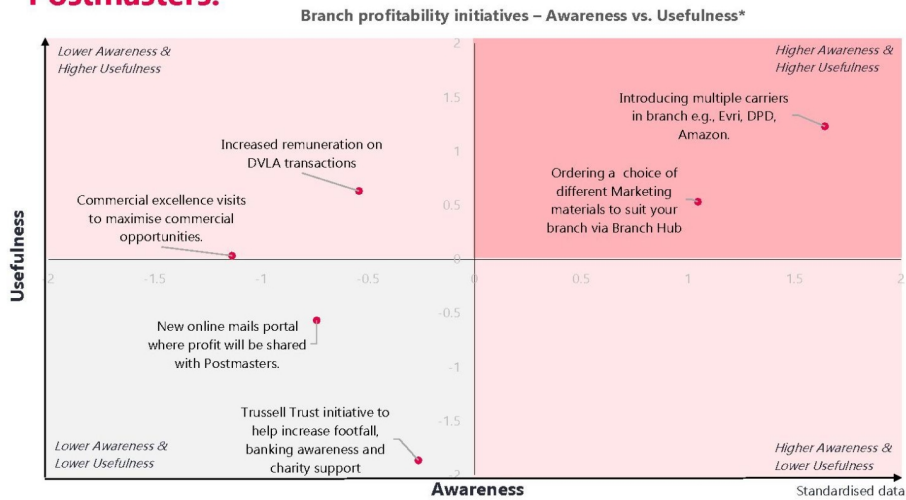 Postmasters.
Branch profitability initiatives – Awareness vs. Usefulness*
Lower Awareness &
Higher Usefulness
Higher Awareness &
Higher Usefulness
2
1.5
1
0.5
0
-0.5
-1
-1.5
-2
Introducing multiple carriers
in branch e.g., Evri, DPD,
Amazon.
Increased remuneration on
DVLA transactions
Ordering a choice of
different Marketing
materials to suit your
branch via Branch Hub
Commercial excellence visits
to maximise commercial
opportunities.
Usefulness
-2 -1.5 -1 -0.5 0 0.5 1 1.5 2
New online mails portal
where profit will be shared
with Postmasters.
Trussell Trust initiative to
help increase footfall,
banking awareness and
charity support
Lower Awareness &
Lower Usefulness
Higher Awareness &
Lower Usefulness
Awareness
Standardised data